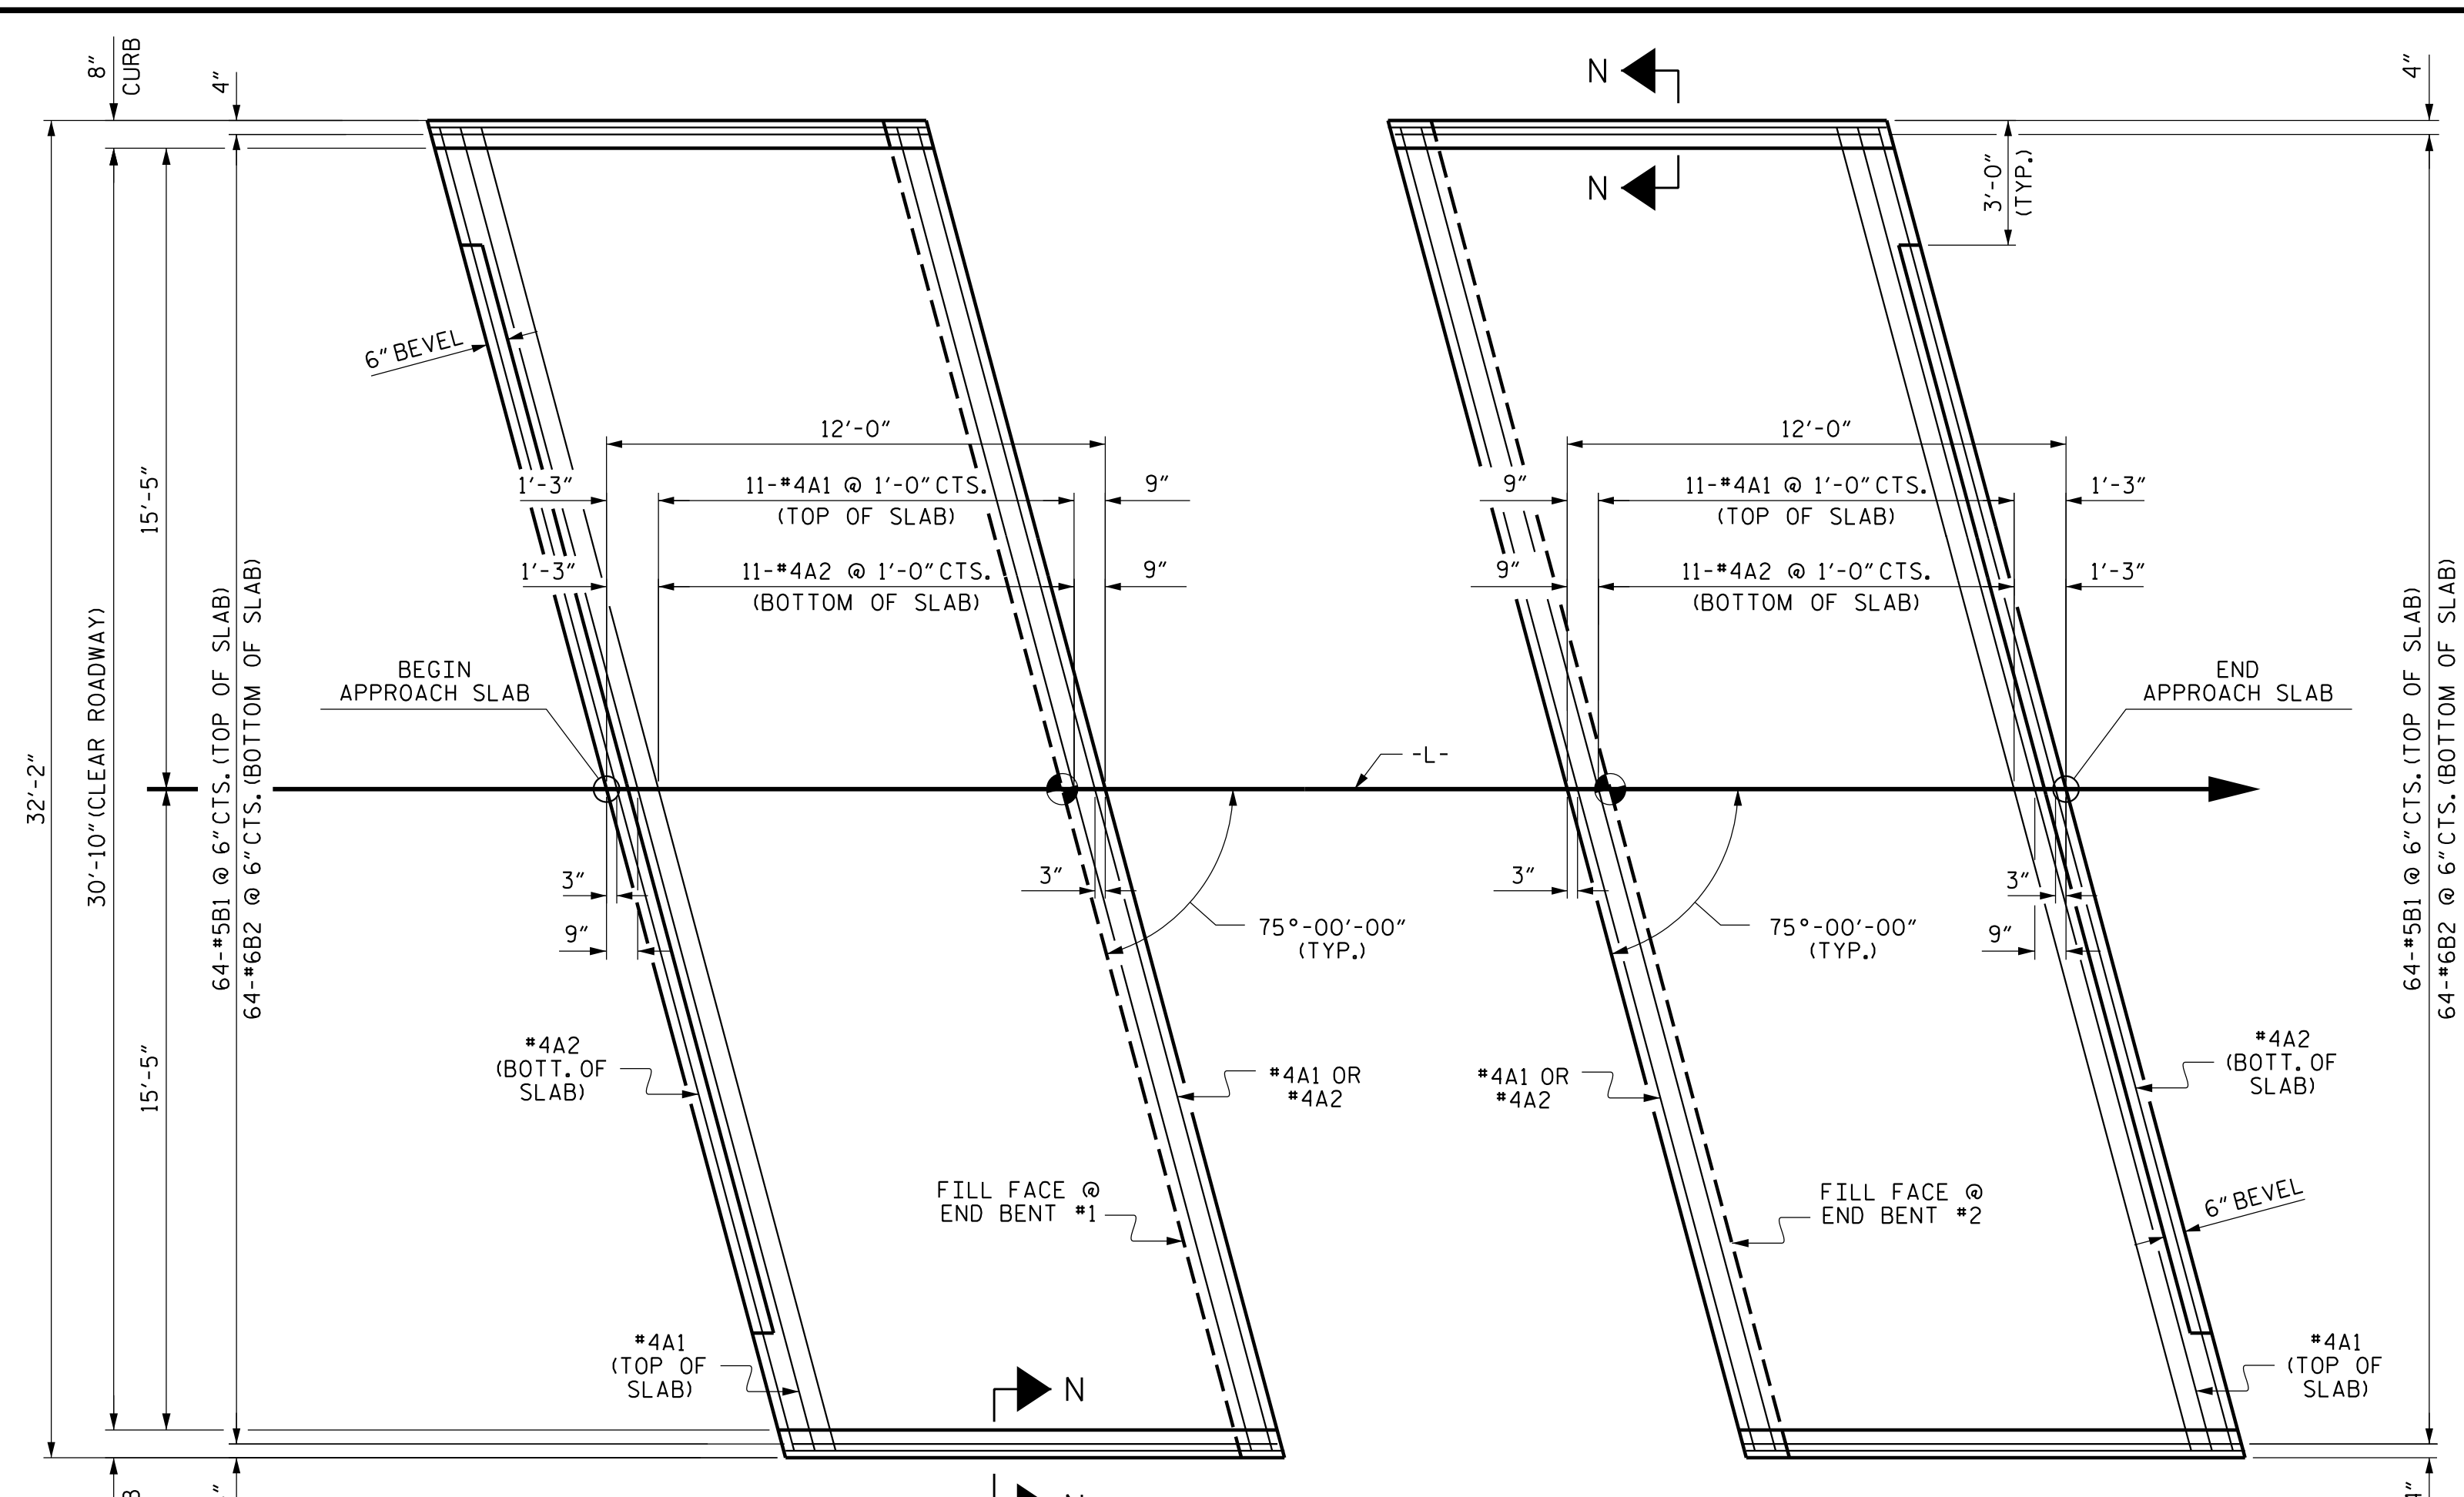 8"
CURB
4"
N
4"
N
3'-0"
(TYP.)
6" BEVEL
12'-0"
12'-0"
1'-3"
11-#4A1 @ 1'-0" CTS.
(TOP OF SLAB)
9"
9"
11-#4A1 @ 1'-0" CTS.
(TOP OF SLAB)
1'-3"
1'-3"
11-#4A2 @ 1'-0" CTS.
(BOTTOM OF SLAB)
9"
9"
11-#4A2 @ 1'-0" CTS.
(BOTTOM OF SLAB)
1'-3"
32'-2"
30'-10" (CLEAR ROADWAY)
15'-5"
15'-5"
64-#5B1 @ 6" CTS. (TOP OF SLAB)
64-#6B2 @ 6" CTS. (BOTTOM OF SLAB)
BEGIN
APPROACH SLAB
-L-
END
APPROACH SLAB
64-#5B1 @ 6" CTS. (TOP OF SLAB)
64-#6B2 @ 6" CTS. (BOTTOM OF SLAB)
3"
9"
3"
75°-00'-00"
(TYP.)
3"
75°-00'-00"
(TYP.)
3"
9"
#4A2
(BOTT. OF
SLAB)
#4A1 OR
#4A2
#4A1 OR
#4A2
#4A2
(BOTT. OF
SLAB)
FILL FACE @
END BENT #1
FILL FACE @
END BENT #2
6" BEVEL
#4A1
(TOP OF
SLAB)
N
#4A1
(TOP OF
SLAB)